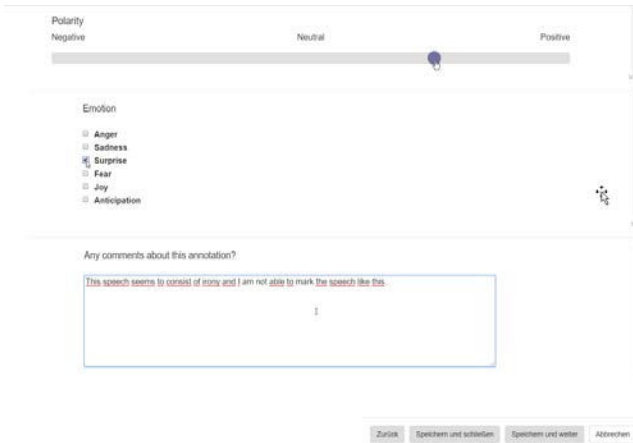 Polarity
Negative Neutral Positive
Emotion
Anger
Sadness
Surprise
Fear
Joy
Anticipation
Any comments about this annotation?
This speech seems to consist of irony and I am not able to mark the speech like this.
Zurück Speichern und schließen Speichern und weiter Abbrechen